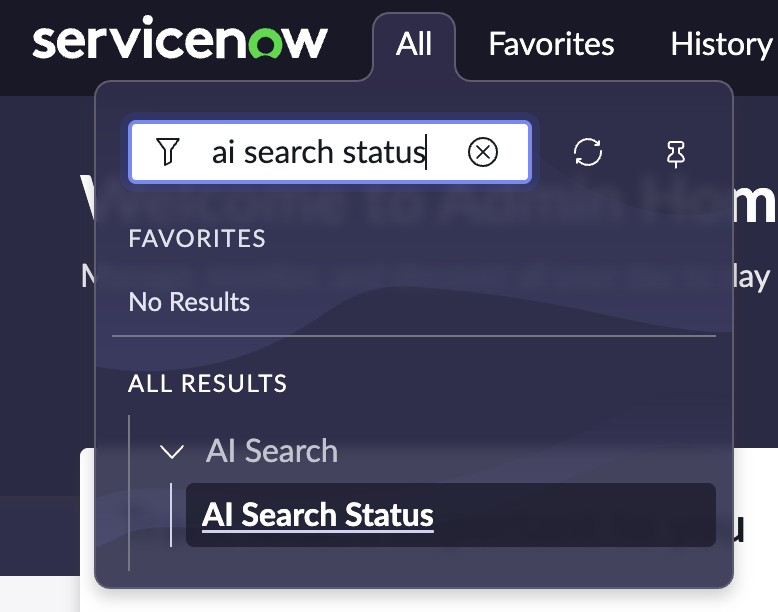 servicenow
All
Favorites
History
ai search status
FAVORITES
No Results
ALL RESULTS
AI Search
AI Search Status